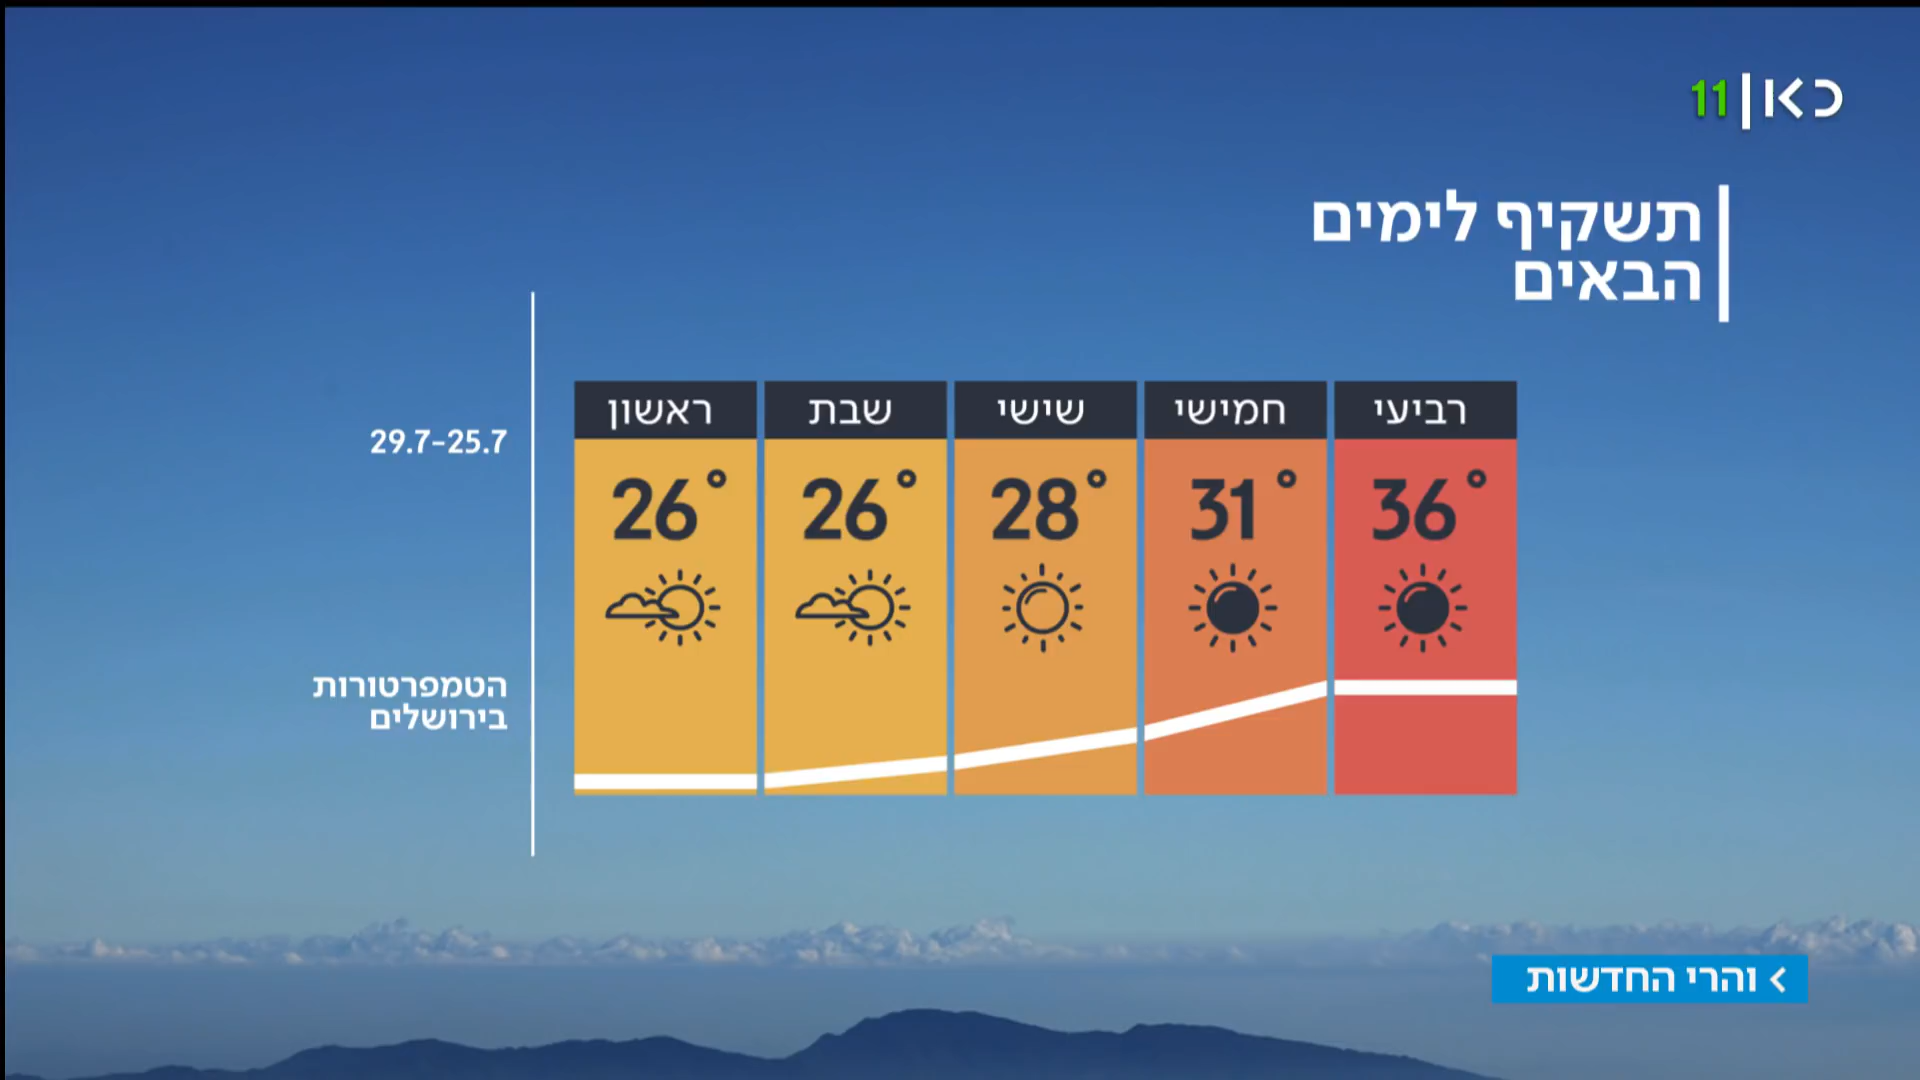 כאן | 11
תשקיף לימים
הבאים
רביעי
36°
חמישי
31°
שישי
28°
שבת
26°
ראשון
26°
29.7-25.7
הטמפרטורות
בירושלים
והרי החדשות